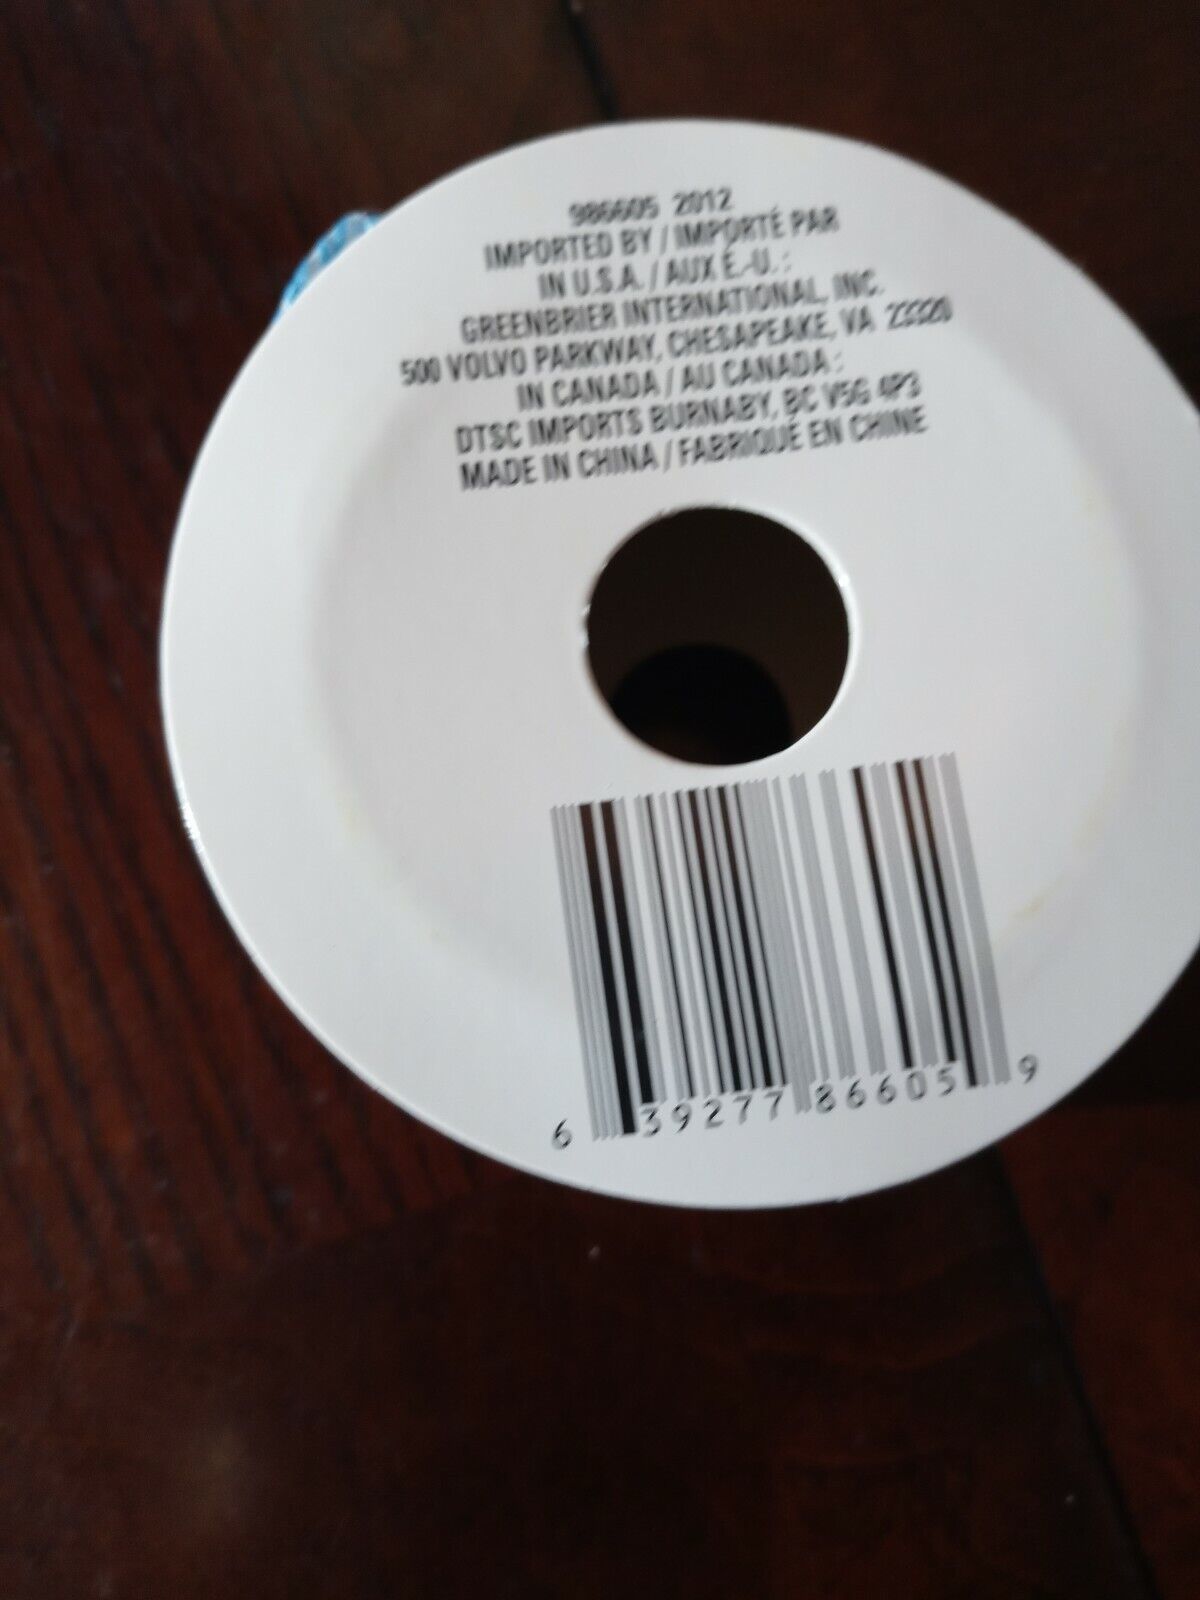 986605 2012
IMPORTED BY / IMPORTÉ PAR
IN U.S.A. / AUX É.-U. :
GREENBRIER INTERNATIONAL, INC.
500 VOLVO PARKWAY, CHESAPEAKE, VA 23320
IN CANADA / AU CANADA :
DTSC IMPORTS BURNABY, BC V5G 4P3
MADE IN CHINA / FABRIQUÉ EN CHINE
6 39277 86605 9